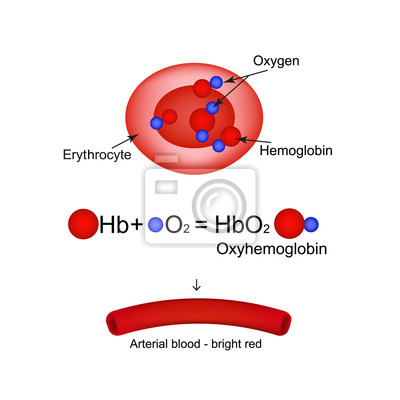 Oxygen
Erythrocyte
Hemoglobin
Hb + O₂ = HbO₂
Oxyhemoglobin
Arterial blood - bright red